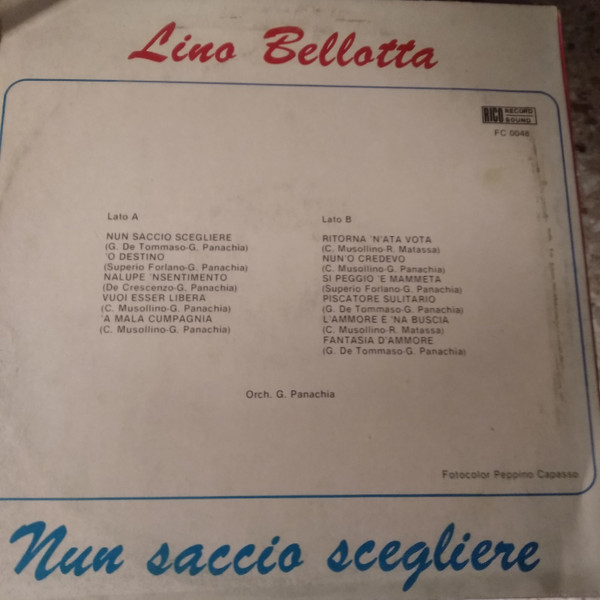 Lino Bellotta
RICO RECORD SOUND
FC 0046
Lato A
NUN SACCIO SCEGLIERE
(G. De Tommaso-G. Panachia)
'O DESTINO
(Superio Forlano-G. Panachia)
NALUPE 'NSENTIMENTO
(De Crescenzo-G. Panachia)
VUOI ESSER LIBERA
(C. Musollino-G. Panachia)
'A MALA CUMPAGNIA
(C. Musollino-G. Panachia)
Lato B
RITORNA 'N'ATA VOTA
(C. Musollino-R. Matassa)
NUN'O CREDEVO
(C. Musollino-G. Panachia)
SI PEGGIO 'E MAMMETA
(Superio Forlano-G. Panachia)
PISCATORE SULITARIO
(G. De Tommaso-G. Panachia)
L'AMMORE E 'NA BUSCIA
(C. Musollino-R. Matassa)
FANTASIA D'AMMORE
(G. De Tommaso-G. Panachia)
Orch. G. Panachia
Fotocolor Peppino Capasso
Nun saccio scegliere